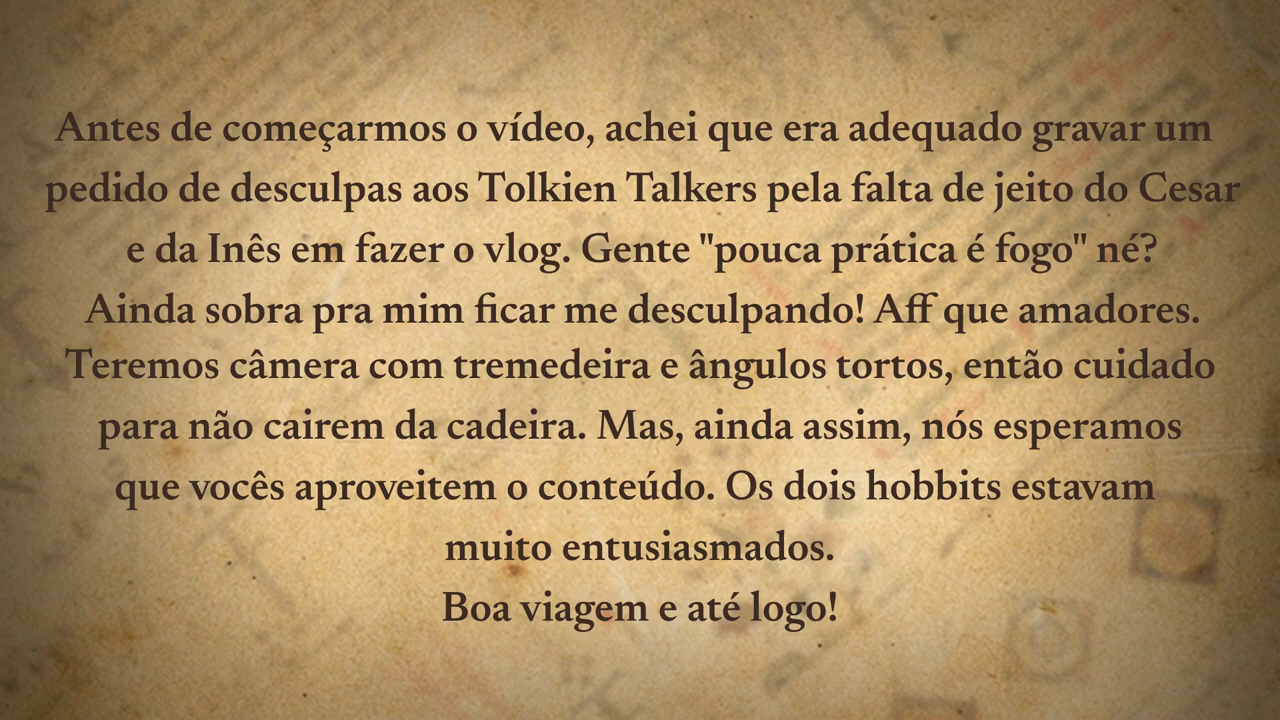 Antes de começarmos o vídeo, achei que era adequado gravar um
pedido de desculpas aos Tolkien Talkers pela falta de jeito do Cesar
e da Inês em fazer o vlog. Gente "pouca prática é fogo" né?
Ainda sobra pra mim ficar me desculpando! Aff que amadores.
Teremos câmera com tremedeira e ângulos tortos, então cuidado
para não cairem da cadeira. Mas, ainda assim, nós esperamos
que vocês aproveitem o conteúdo. Os dois hobbits estavam
muito entusiasmados.
Boa viagem e até logo!